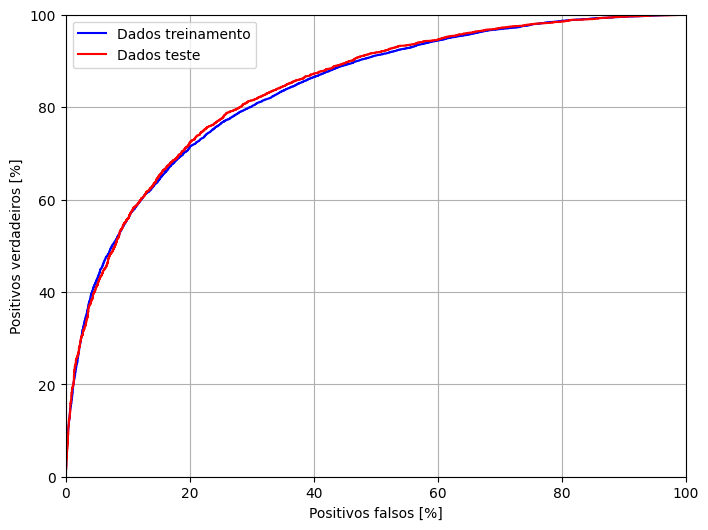 Dados treinamento
Dados teste
100
80
60
40
20
0
Positivos verdadeiros [%]
0 20 40 60 80 100
Positivos falsos [%]